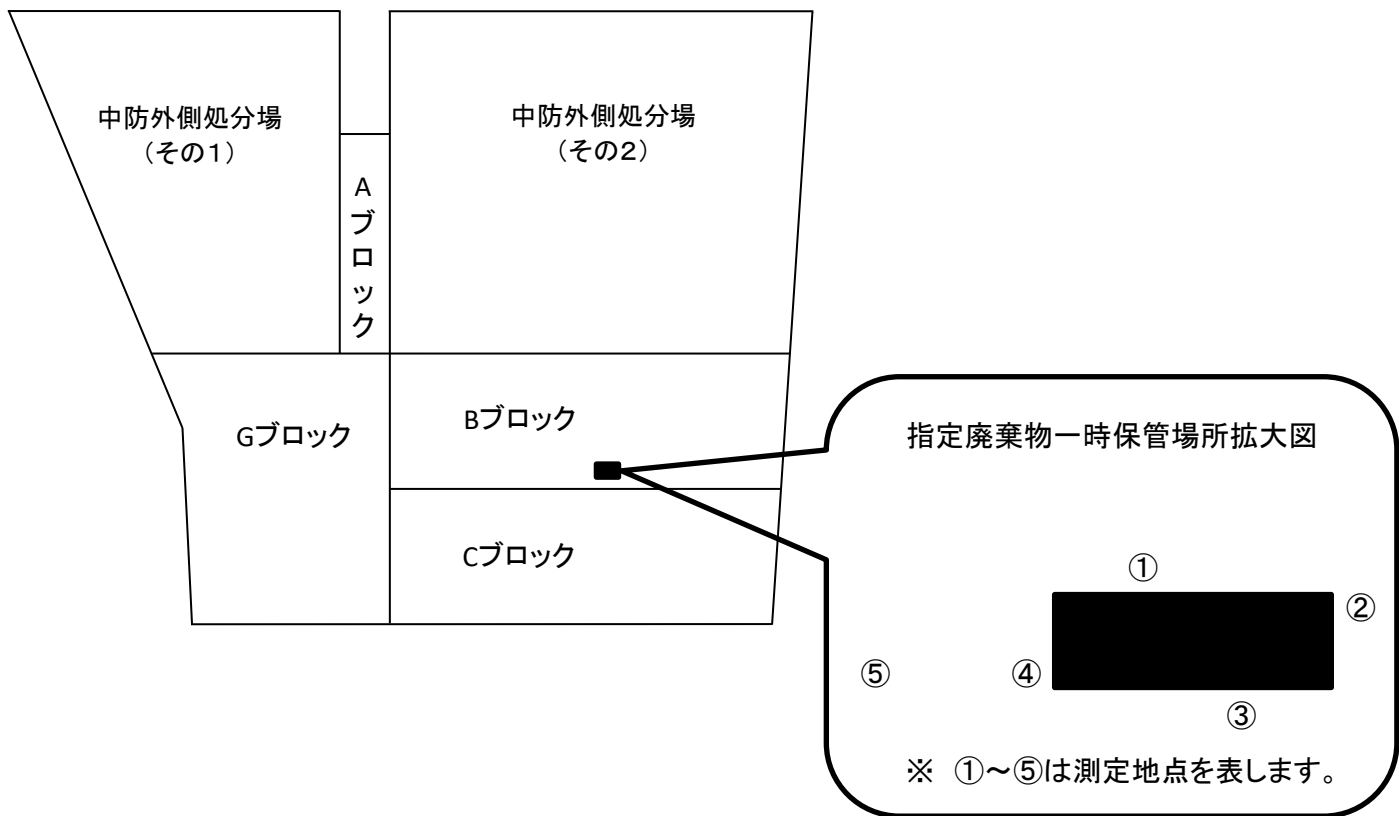 中防外側処分場
（その１）
中防外側処分場
（その２）
Aブロック
Gブロック
Bブロック
Cブロック
指定廃棄物一時保管場所拡大図
①
②
③
④
⑤
※　①～⑤は測定地点を表します。